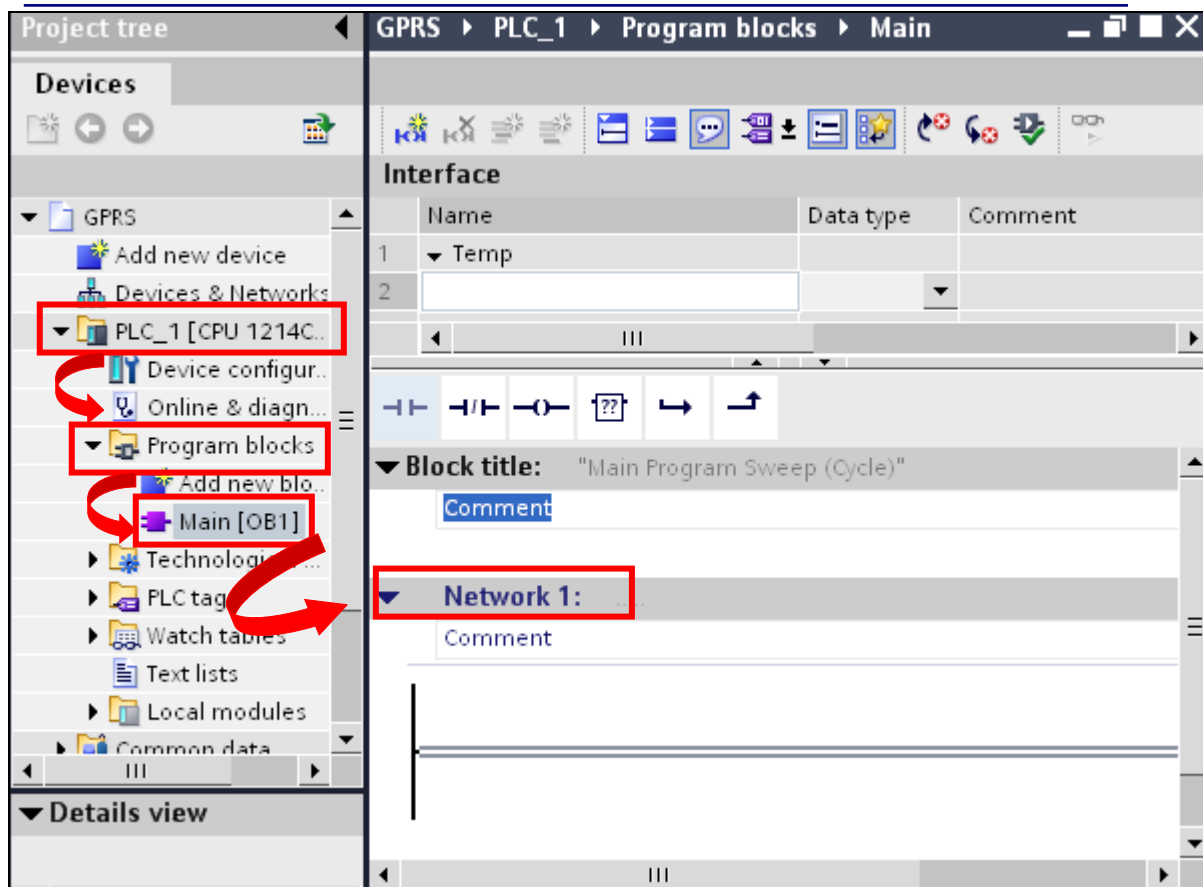 Project tree
GPRS PLC_1 Program blocks Main
Devices
Interface
Name Data type Comment
1 Temp
2
GPRS
Add new device
Devices & Networks
PLC_1 [CPU 1214C..
Device configur..
Online & diagn...
Program blocks
Add new blo..
Main [OB1]
PLC tag
Watch tables
Text lists
Local modules
Common data
Details view
??
Block title: "Main Program Sweep (Cycle)"
Comment
Network 1: .....
Comment